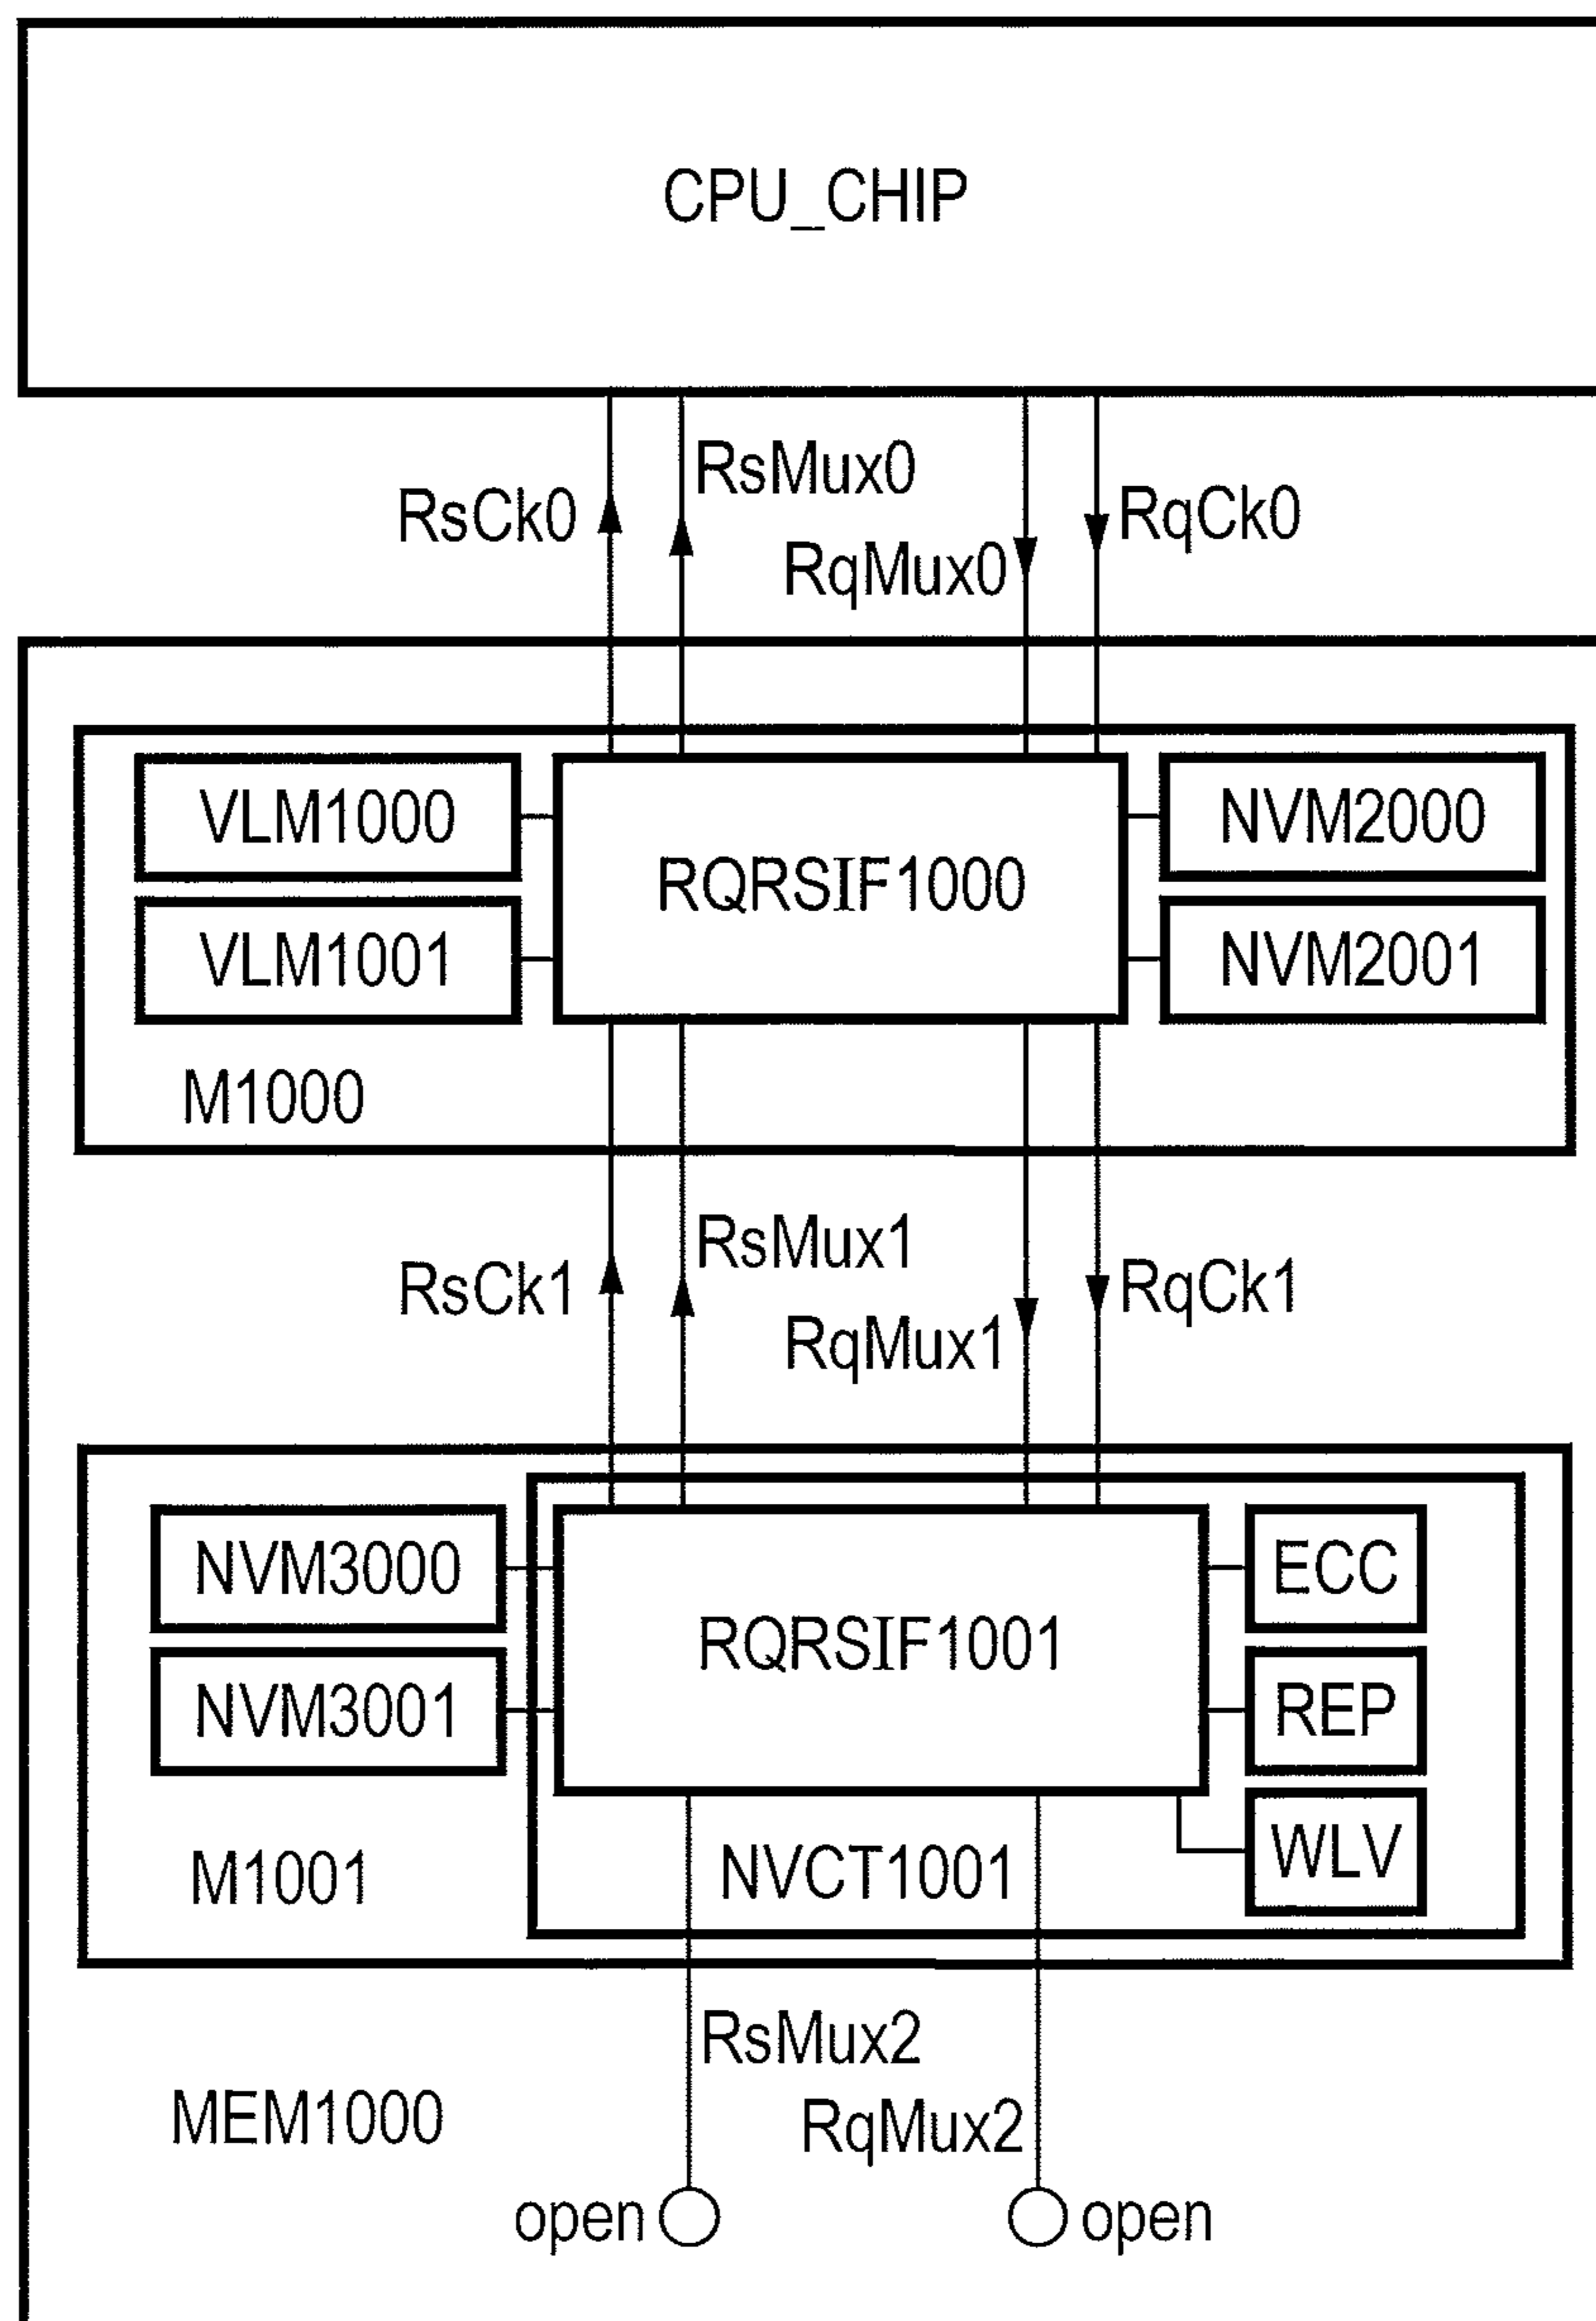 CPU_CHIP
RsMux0
RsCk0
RqCk0
RqMux0
VLM1000
NVM2000
RQRSIF1000
VLM1001
NVM2001
M1000
RsMux1
RsCk1
RqCk1
RqMux1
NVM3000
ECC
RQRSIF1001
NVM3001
REP
WLV
M1001
NVCT1001
RsMux2
MEM1000
RqMux2
open
open